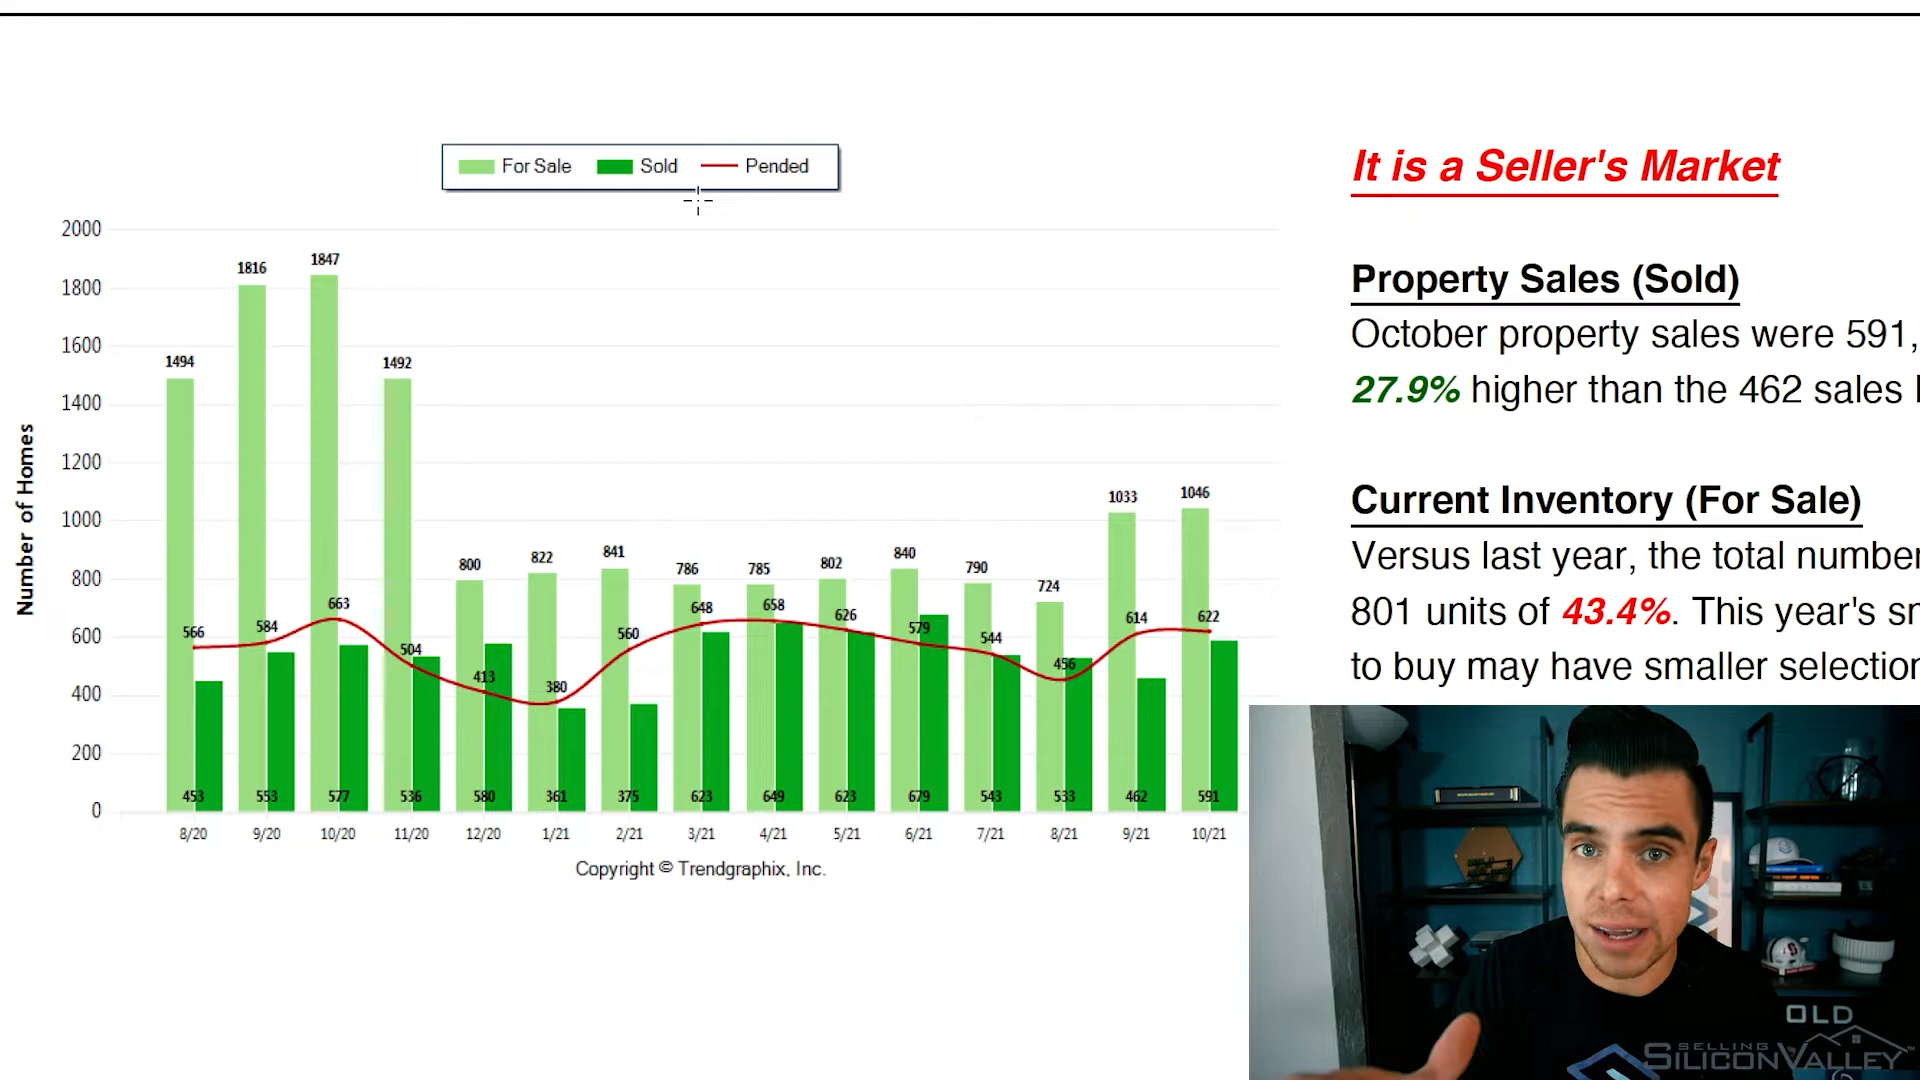 For Sale Sold Pended
It is a Seller's Market
Property Sales (Sold)
October property sales were 591,
27.9% higher than the 462 sales
Current Inventory (For Sale)
Versus last year, the total number
801 units of 43.4%. This year's
to buy may have smaller selection
Number of Homes
2000
1800
1600
1400
1200
1000
800
600
400
200
0
1494 1816 1847 1492 800 822 841 786 785 802 840 790 724 1033 1046
566 584 663 504 413 380 560 648 658 626 579 544 456 614 622
453 553 577 536 580 361 375 623 649 623 679 543 533 462 591
8/20 9/20 10/20 11/20 12/20 1/21 2/21 3/21 4/21 5/21 6/21 7/21 8/21 9/21 10/21
Copyright © Trendgraphix, Inc.
OLD
SELLING
SILICONVALLEY™